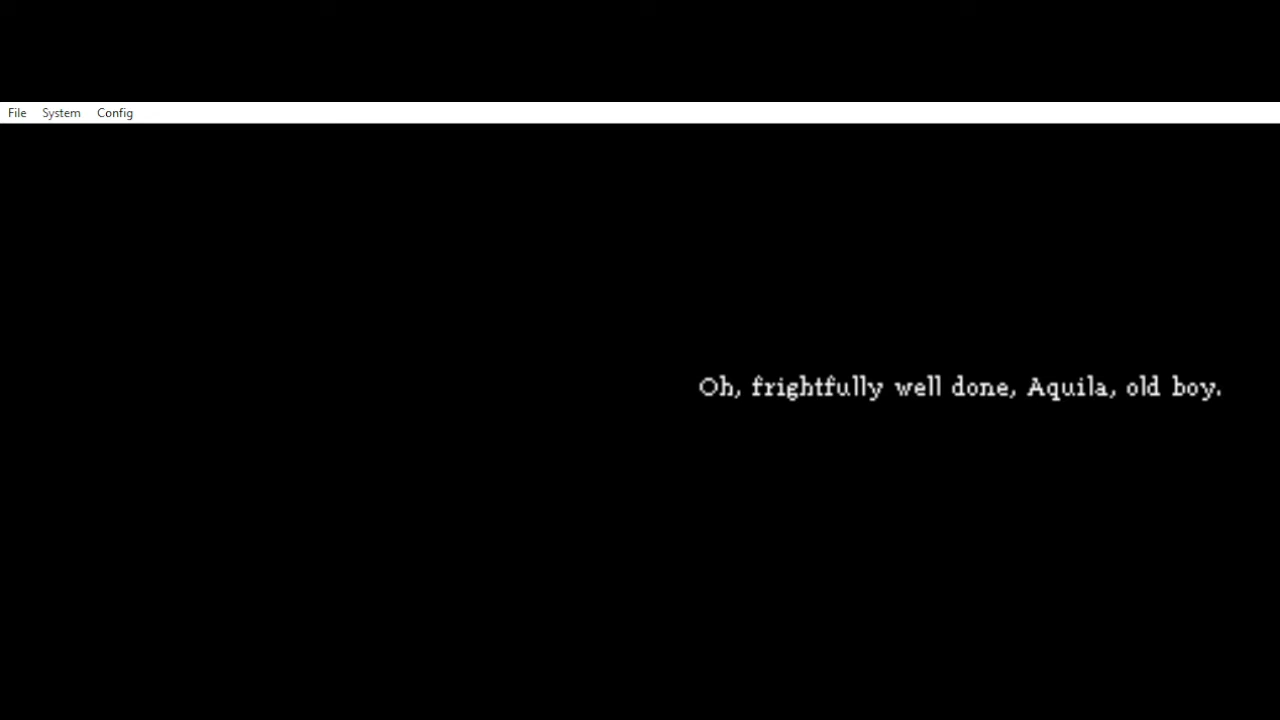 File System Config
Oh, frightfully well done, Aquila, old boy.